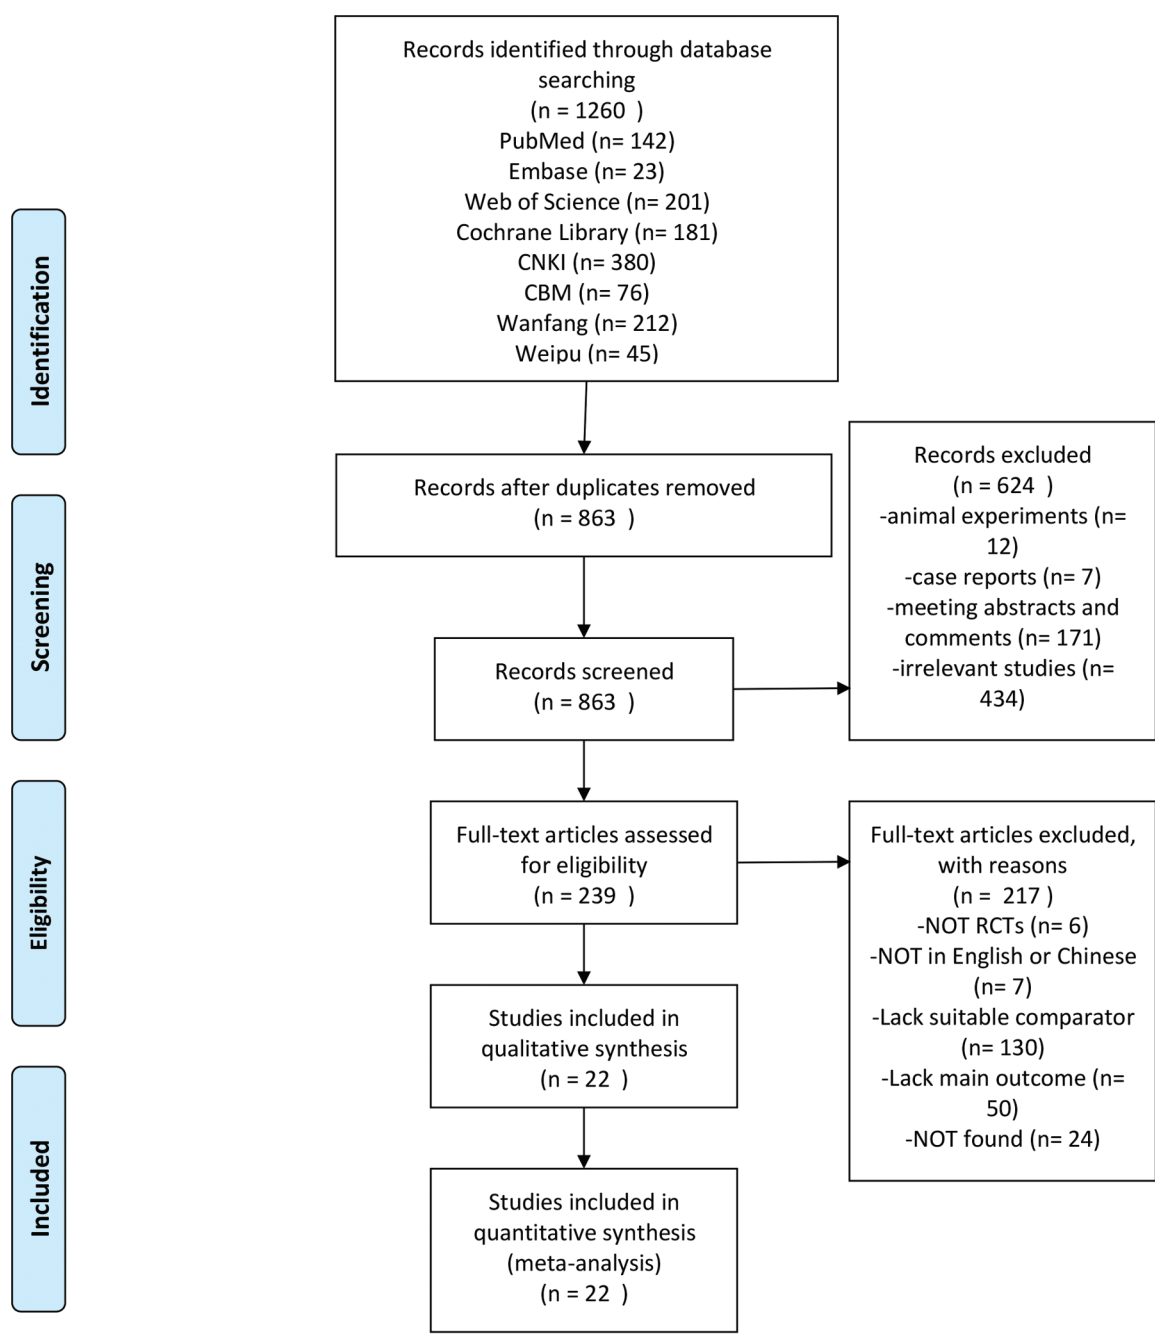 Records identified through database
searching
(n = 1260  )
PubMed (n= 142)
Embase (n= 23)
Web of Science (n= 201)
Cochrane Library (n= 181)
CNKI (n= 380)
CBM (n= 76)
Wanfang (n= 212)
Weipu (n= 45)
Identification
Records after duplicates removed
(n = 863  )
Records excluded
(n = 624  )
-animal experiments (n=
12)
-case reports (n= 7)
-meeting abstracts and
comments (n= 171)
-irrelevant studies (n=
434)
Screening
Records screened
(n = 863  )
Full-text articles assessed
for eligibility
(n = 239  )
Full-text articles excluded,
with reasons
(n =  217 )
-NOT RCTs (n= 6)
-NOT in English or Chinese
(n= 7)
-Lack suitable comparator
(n= 130)
-Lack main outcome (n=
50)
-NOT found (n= 24)
Eligibility
Studies included in
qualitative synthesis
(n = 22  )
Included
Studies included in
quantitative synthesis
(meta-analysis)
(n = 22  )